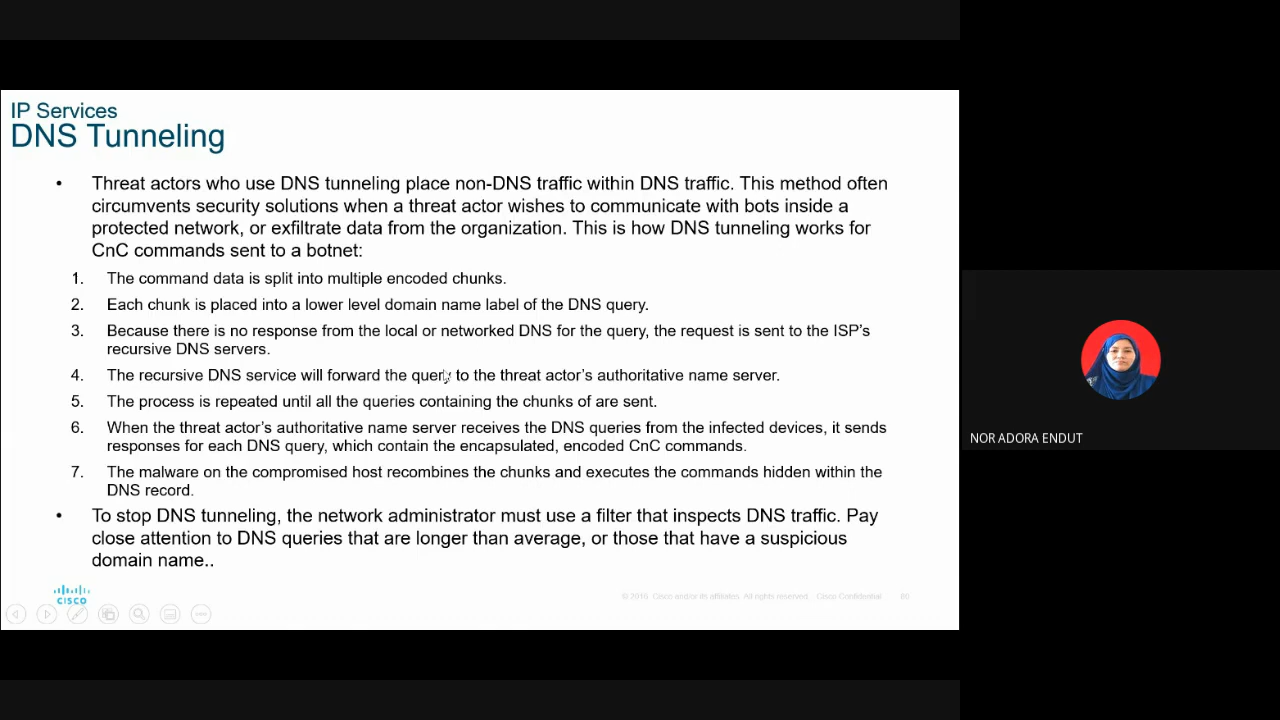 IP Services
DNS Tunneling
• Threat actors who use DNS tunneling place non-DNS traffic within DNS traffic. This method often
circumvents security solutions when a threat actor wishes to communicate with bots inside a
protected network, or exfiltrate data from the organization. This is how DNS tunneling works for
CnC commands sent to a botnet:
1. The command data is split into multiple encoded chunks.
2. Each chunk is placed into a lower level domain name label of the DNS query.
3. Because there is no response from the local or networked DNS for the query, the request is sent to the ISP's
recursive DNS servers.
4. The recursive DNS service will forward the query to the threat actor's authoritative name server.
5. The process is repeated until all the queries containing the chunks of are sent.
6. When the threat actor's authoritative name server receives the DNS queries from the infected devices, it sends
responses for each DNS query, which contain the encapsulated, encoded CnC commands.
7. The malware on the compromised host recombines the chunks and executes the commands hidden within the
DNS record.
• To stop DNS tunneling, the network administrator must use a filter that inspects DNS traffic. Pay
close attention to DNS queries that are longer than average, or those that have a suspicious
domain name..
CISCO
© 2016 Cisco and/or its affiliates. All rights reserved. Cisco Confidential 60
NOR ADORA ENDUT